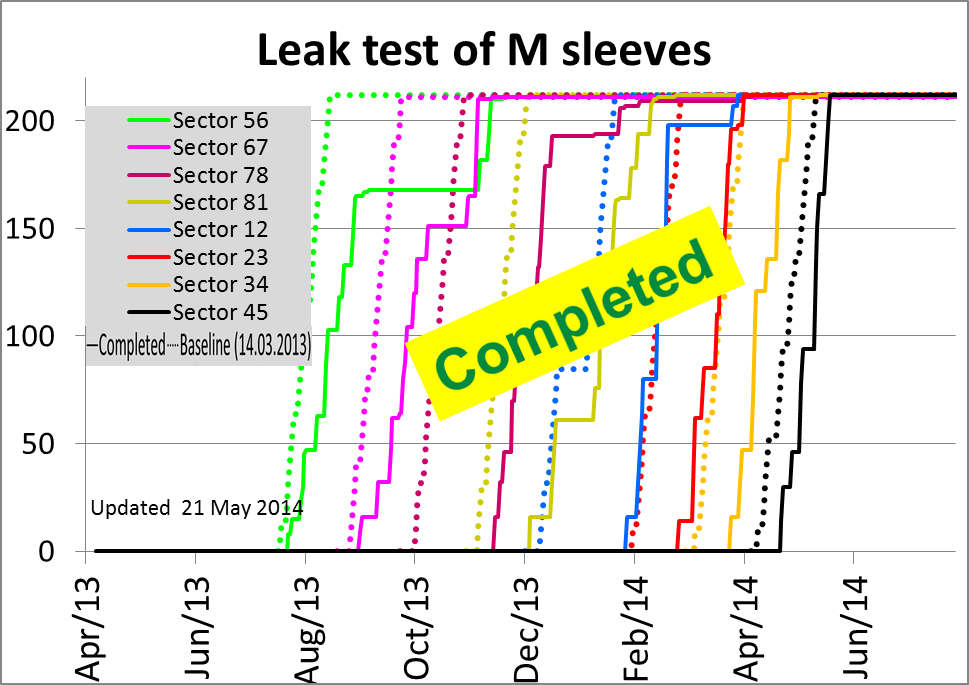 Leak test of M sleeves
200
150
100
50
0
Sector 56
Sector 67
Sector 78
Sector 81
Sector 12
Sector 23
Sector 34
Sector 45
Completed Baseline (14.03.2013)
Completed
Updated 21 May 2014
Apr/13
Jun/13
Aug/13
Oct/13
Dec/13
Feb/14
Apr/14
Jun/14